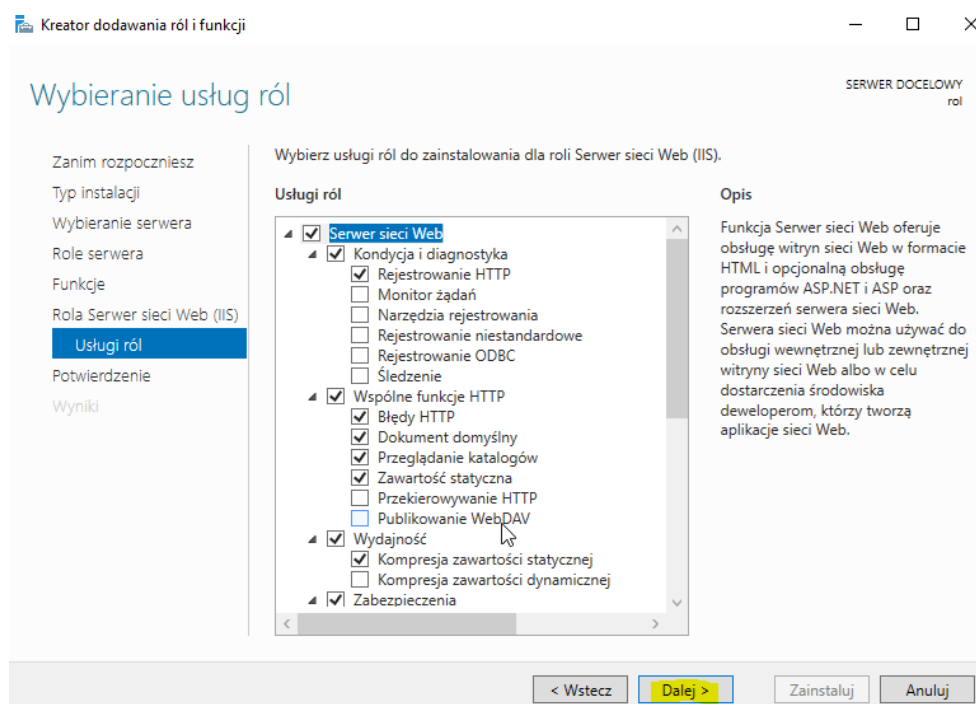 Kreator dodawania ról i funkcji
Wybieranie usług ról
SERWER DOCELOWY
rol
Zanim rozpoczniesz
Typ instalacji
Wybieranie serwera
Role serwera
Funkcje
Rola Serwer sieci Web (IIS)
Usługi ról
Potwierdzenie
Wyniki
Wybierz usługi ról do zainstalowania dla roli Serwer sieci Web (IIS).
Usługi ról
Serwer sieci Web
Kondycja i diagnostyka
Rejestrowanie HTTP
Monitor żądań
Narzędzia rejestrowania
Rejestrowanie niestandardowe
Rejestrowanie ODBC
Śledzenie
Wspólne funkcje HTTP
Błędy HTTP
Dokument domyślny
Przeglądanie katalogów
Zawartość statyczna
Przekierowywanie HTTP
Publikowanie WebDAV
Wydajność
Kompresja zawartości statycznej
Kompresja zawartości dynamicznej
Zabezpieczenia
Opis
Funkcja Serwer sieci Web oferuje
obsługę witryn sieci Web w formacie
HTML i opcjonalną obsługę
programów ASP.NET i ASP oraz
rozszerzeń serwera sieci Web.
Serwera sieci Web można używać do
obsługi wewnętrznej lub zewnętrznej
witryny sieci Web albo w celu
dostarczenia środowiska
deweloperom, którzy tworzą
aplikacje sieci Web.
< Wstecz
Dalej >
Zainstaluj
Anuluj